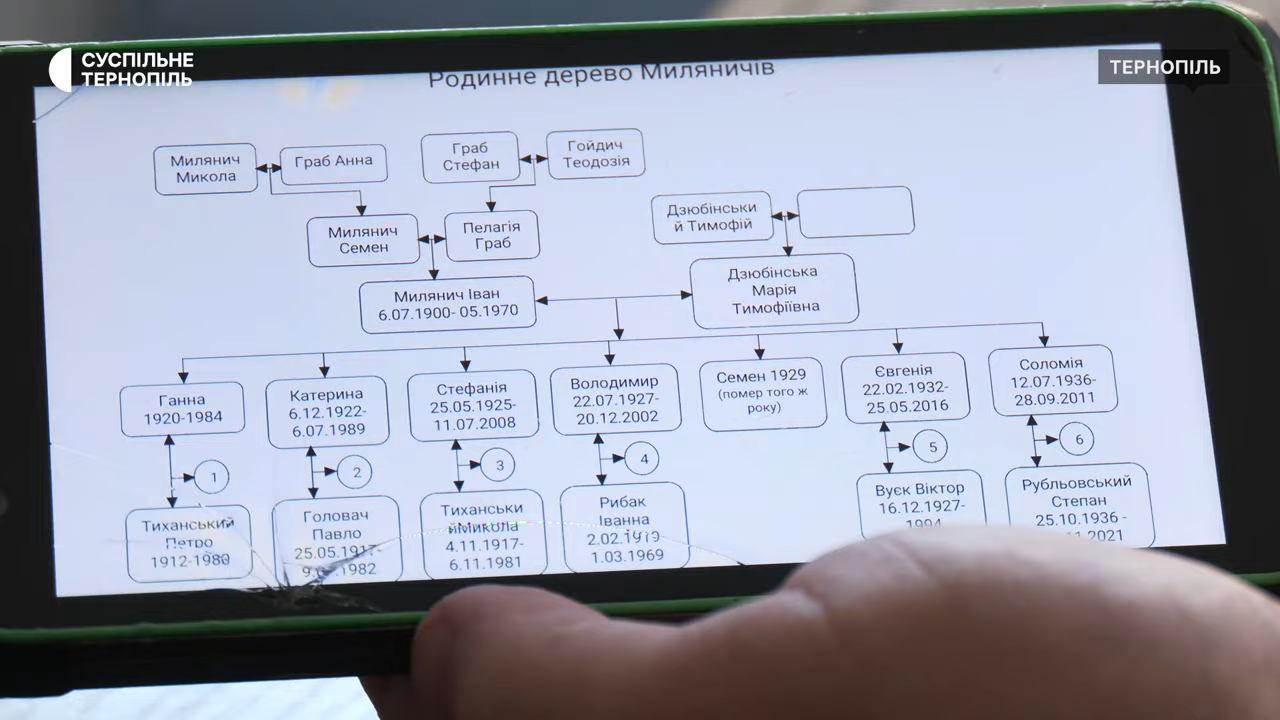 СУСПІЛЬНЕ
ТЕРНОПІЛЬ
ТЕРНОПІЛЬ
Родинне дерево Миляничів
Милянич
Микола
Граб Анна
Граб
Стефан
Гойдич
Теодозія
Милянич
Семен
Пелагія
Граб
Дзюбінськи
й Тимофій
Милянич Іван
6.07.1900- 05.1970
Дзюбінська
Марія
Тимофіївна
Ганна
1920-1984
Катерина
6.12.1922-
6.07.1989
Стефанія
25.05.1925-
11.07.2008
Володимир
22.07.1927-
20.12.2002
Семен 1929
(помер того ж
року)
Євгенія
22.02.1932-
25.05.2016
Соломія
12.07.1936-
28.09.2011
1
2
3
4
5
6
Тиханський
Петро
1912-1980
Головач
Павло
25.05.1917-
Тиханськи
й Микола
4.11.1917-
6.11.1981
Рибак
Іванна
1.03.1969
Вуєк Віктор
16.12.1927-
1994
Рубльовський
Степан
25.10.1936 -